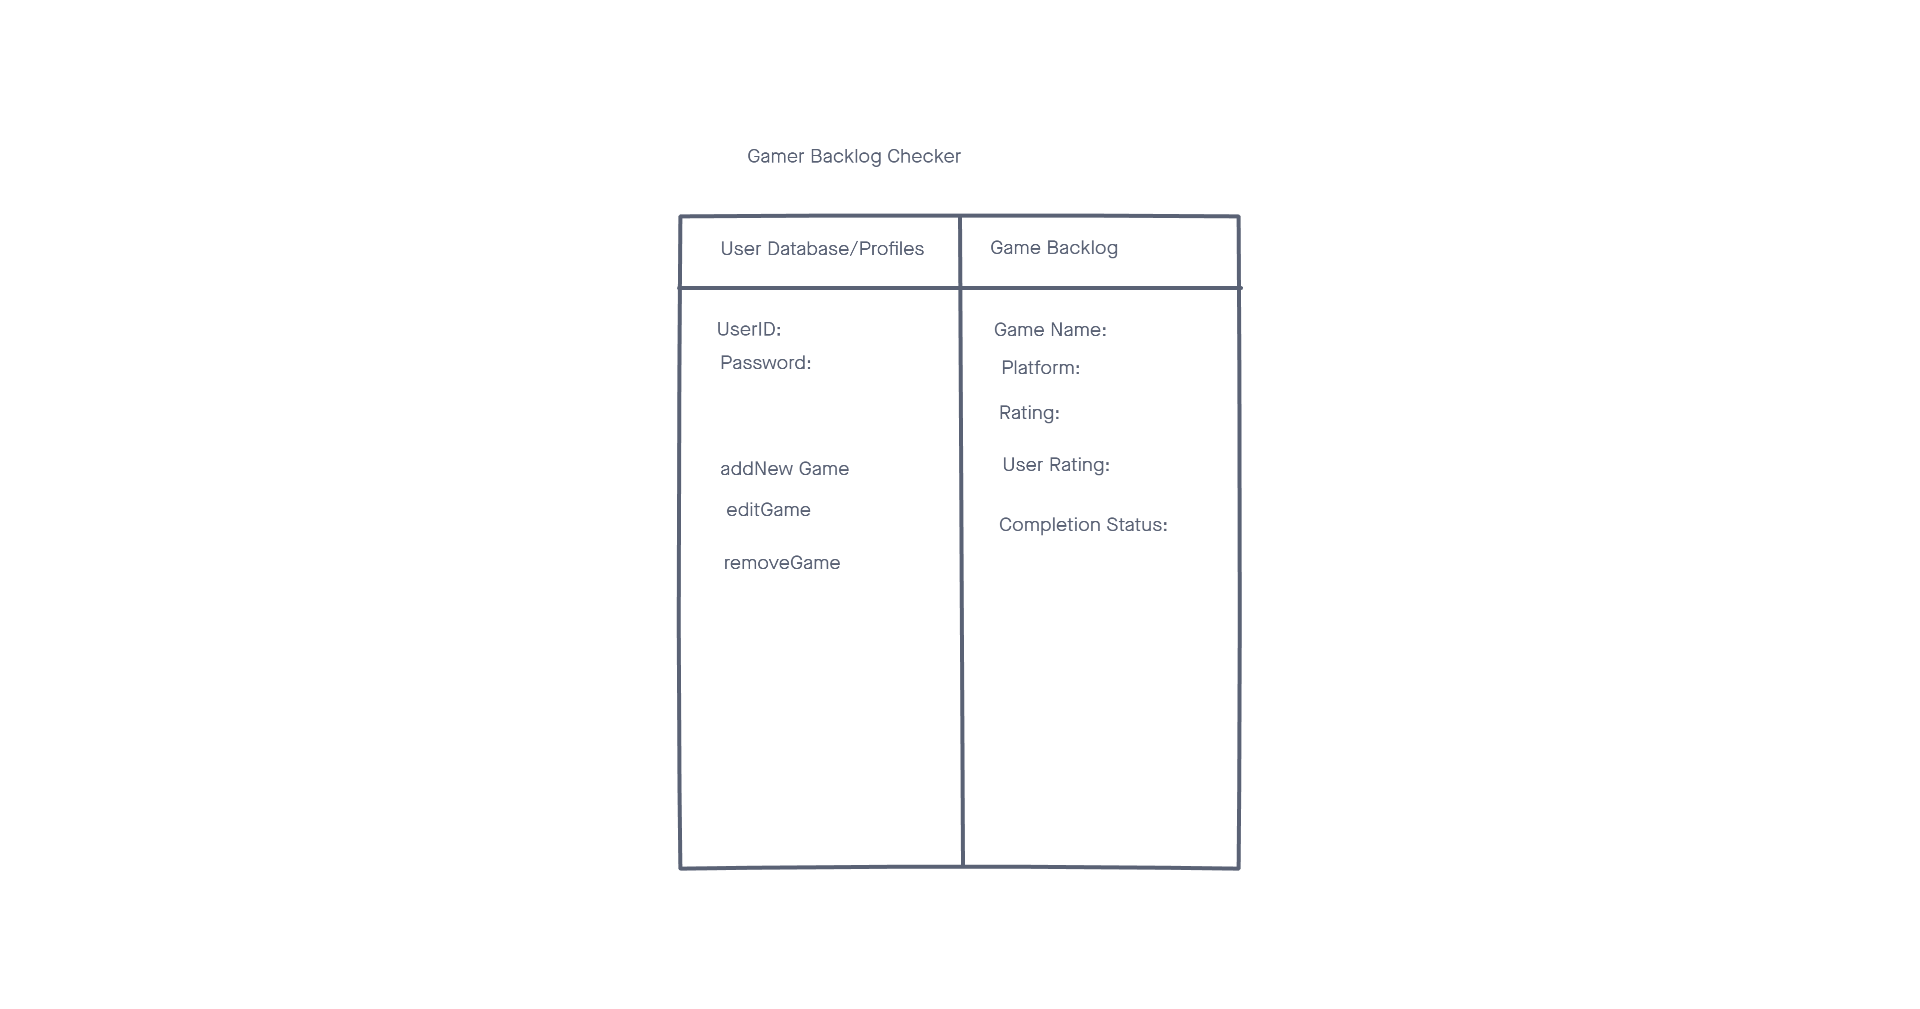 Gamer Backlog Checker
User Database/Profiles
Game Backlog
UserID:
Password:
addNew Game
editGame
removeGame
Game Name:
Platform:
Rating:
User Rating:
Completion Status: